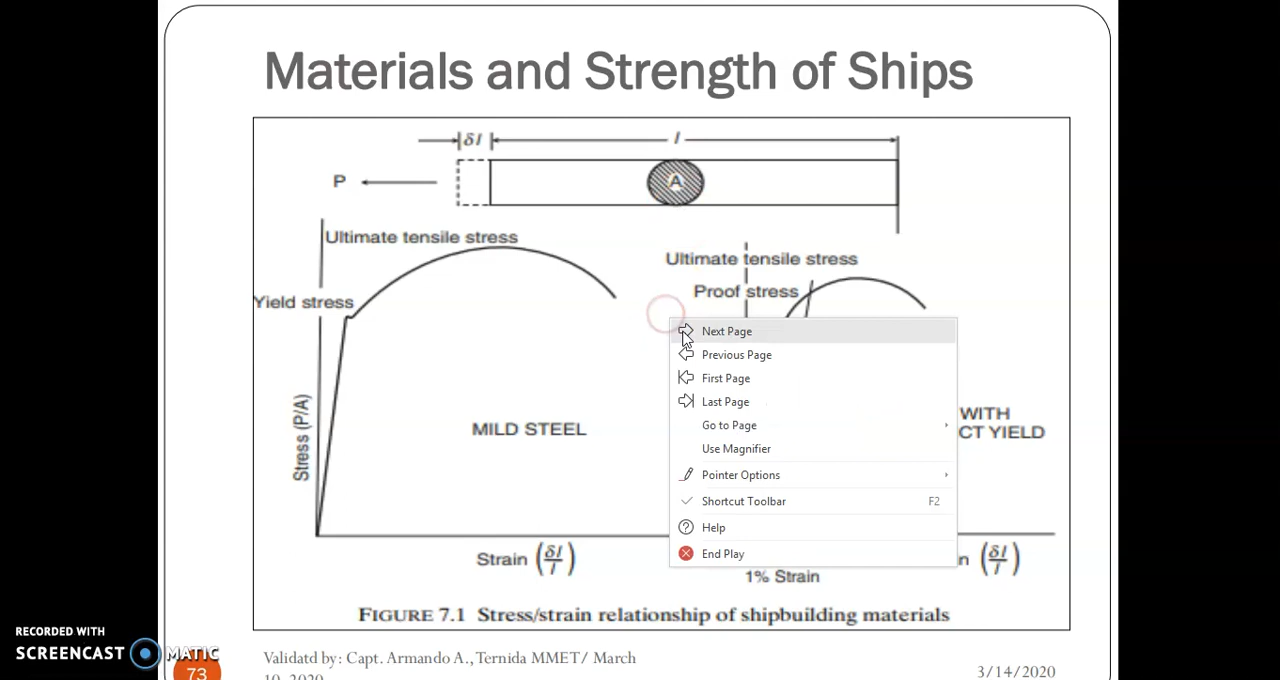 Materials and Strength of Ships
δl
l
P
A
Ultimate tensile stress
Ultimate tensile stress
Proof stress
Yield stress
Next Page
Previous Page
First Page
Last Page
Go to Page
Use Magnifier
Pointer Options
Shortcut Toolbar F2
Help
End Play
Stress (P/A)
MILD STEEL
WITH
CT YIELD
Strain (δl/l)
n (δl/l)
1% Strain
FIGURE 7.1 Stress/strain relationship of shipbuilding materials
RECORDED WITH
SCREENCAST MATIC
73
Validatd by: Capt. Armando A., Ternida MMET/ March
10, 2020
3/14/2020